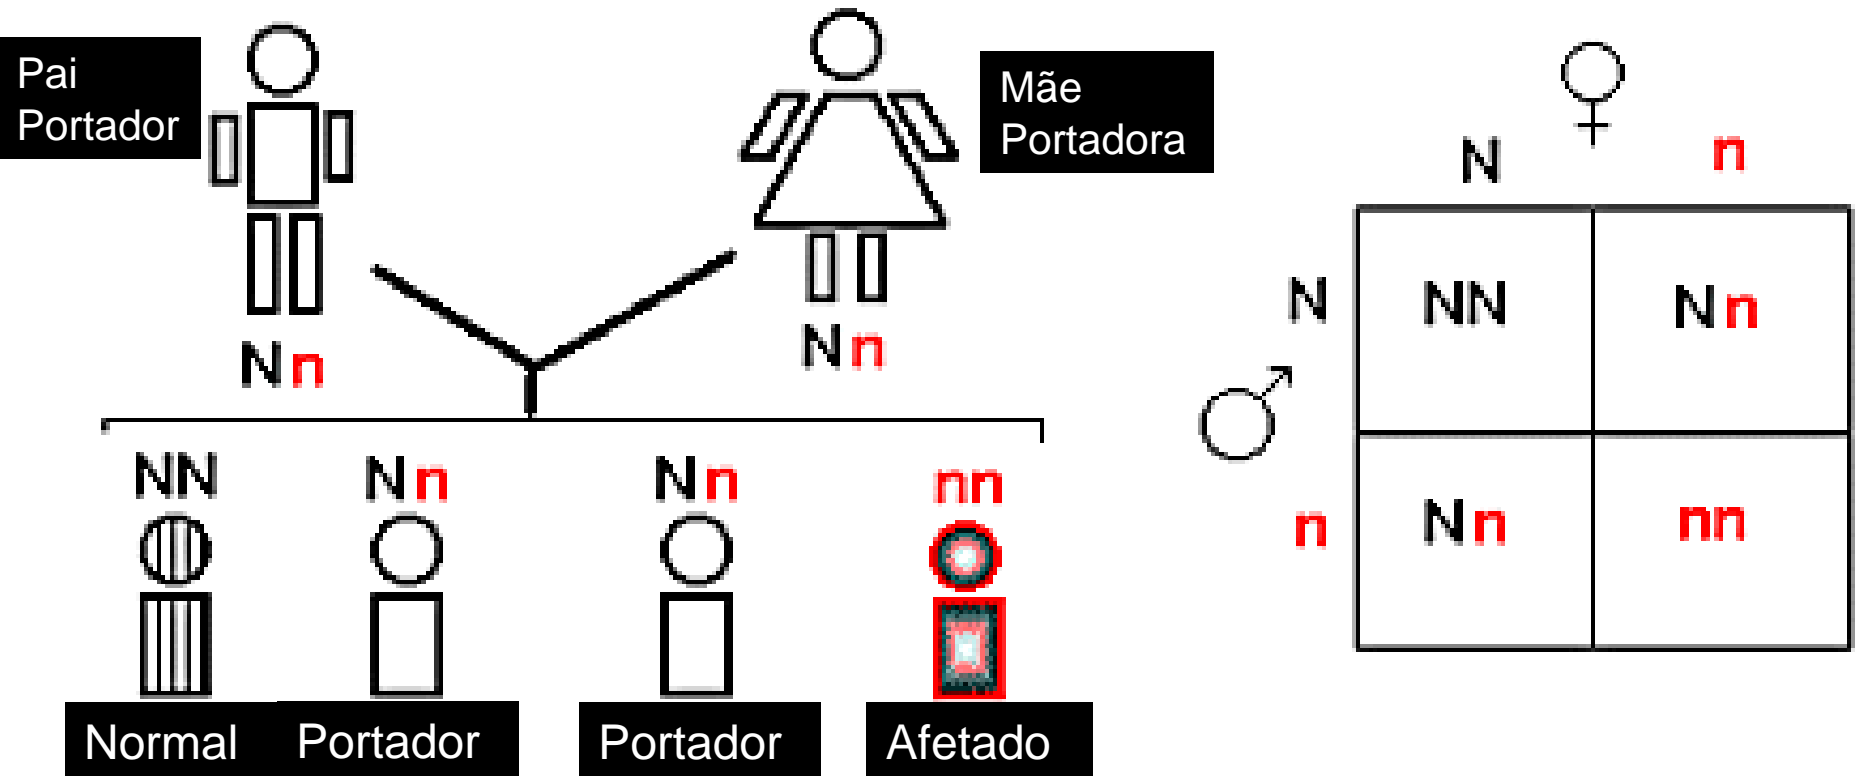 Pai
Portador
Mãe
Portadora
Nn
Nn
NN Nn Nn nn
Normal Portador Portador Afetado
N n
N NN Nn
n Nn nn